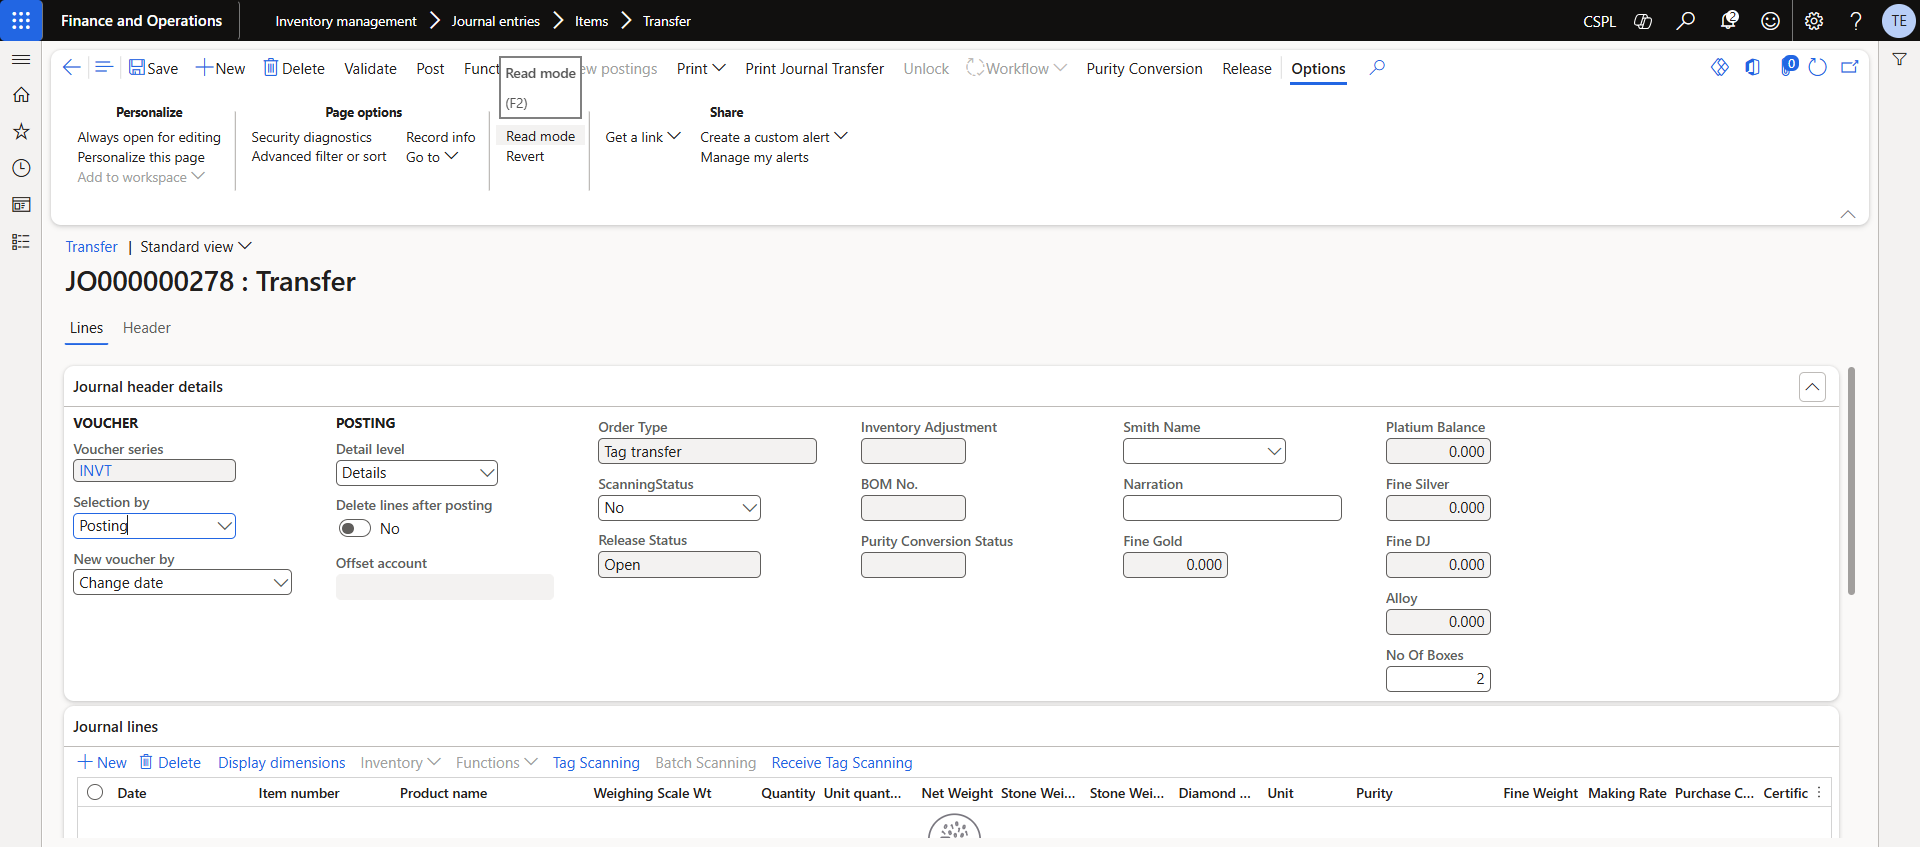 Finance and Operations
Inventory management
Journal entries
Items
Transfer
CSPL
2
TE
Save
New
Delete
Validate
Post
Read mode
(F2)
postings
Print
Print Journal Transfer
Unlock
Workflow
Purity Conversion
Release
Options
0
Personalize
Always open for editing
Personalize this page
Add to workspace
Page options
Security diagnostics
Advanced filter or sort
Record info
Go to
Read mode
Revert
Get a link
Share
Create a custom alert
Manage my alerts
Transfer | Standard view
JO000000278 : Transfer
Lines
Header
Journal header details
VOUCHER
Voucher series
INVT
Selection by
Posting
New voucher by
Change date
POSTING
Detail level
Details
Delete lines after posting
No
Offset account
Order Type
Tag transfer
ScanningStatus
No
Release Status
Open
Inventory Adjustment
BOM No.
Purity Conversion Status
Smith Name
Narration
Fine Gold
0.000
Platium Balance
0.000
Fine Silver
0.000
Fine DJ
0.000
Alloy
0.000
No Of Boxes
2
Journal lines
New
Delete
Display dimensions
Inventory
Functions
Tag Scanning
Batch Scanning
Receive Tag Scanning
Date
Item number
Product name
Weighing Scale Wt
Quantity
Unit quant...
Net Weight
Stone Wei...
Stone Wei...
Diamond ...
Unit
Purity
Fine Weight
Making Rate
Purchase C...
Certific